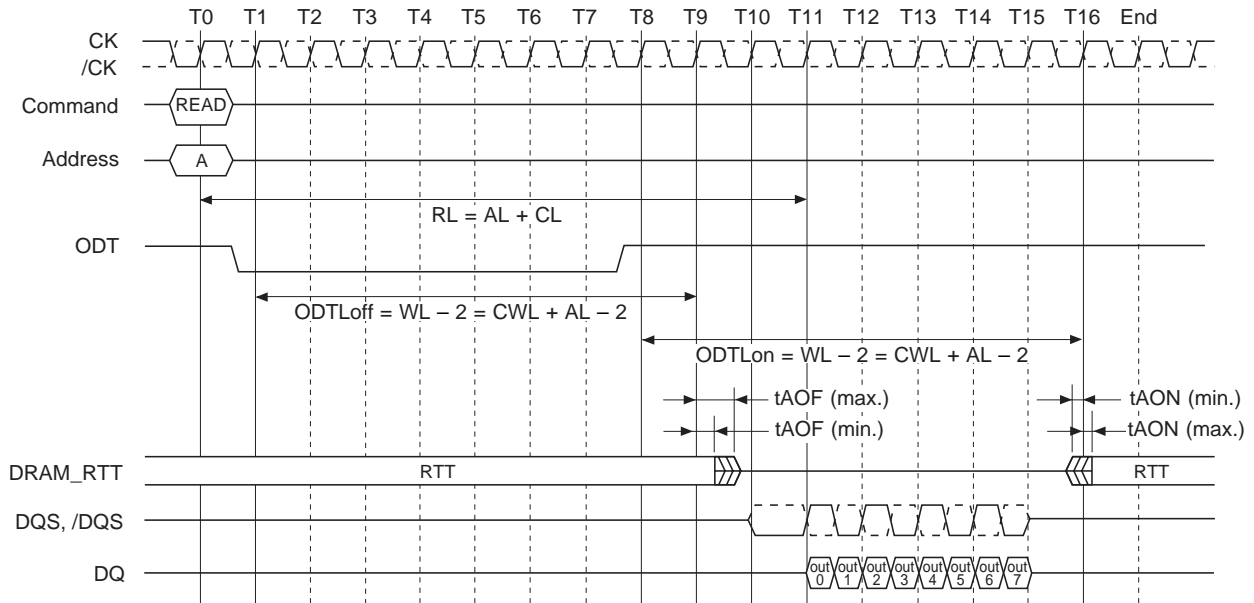 T0 T1 T2 T3 T4 T5 T6 T7 T8 T9 T10 T11 T12 T13 T14 T15 T16 End
CK
/CK
Command READ
Address A
RL = AL + CL
ODT
ODTLoff = WL – 2 = CWL + AL – 2
ODTLon = WL – 2 = CWL + AL – 2
tAOF (max.) tAON (min.)
tAOF (min.) tAON (max.)
DRAM_RTT RTT RTT
DQS, /DQS
DQ out 0 out 1 out 2 out 3 out 4 out 5 out 6 out 7